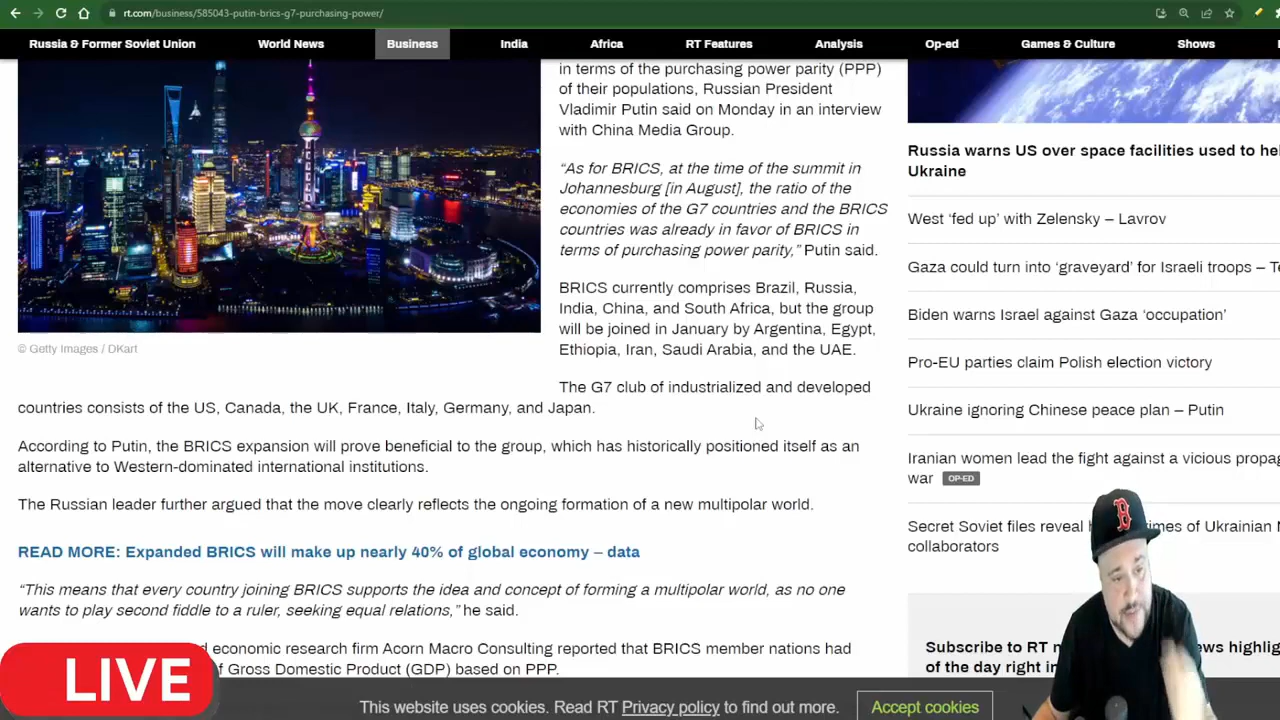 rt.com/business/585043-putin-brics-g7-purchasing-power/
Russia & Former Soviet Union World News Business India Africa RT Features Analysis Op-ed Games & Culture Shows
in terms of the purchasing power parity (PPP)
of their populations, Russian President
Vladimir Putin said on Monday in an interview
with China Media Group.
“As for BRICS, at the time of the summit in
Johannesburg [in August], the ratio of the
economies of the G7 countries and the BRICS
countries was already in favor of BRICS in
terms of purchasing power parity,” Putin said.
BRICS currently comprises Brazil, Russia,
India, China, and South Africa, but the group
will be joined in January by Argentina, Egypt,
Ethiopia, Iran, Saudi Arabia, and the UAE.
© Getty Images / DKart
The G7 club of industrialized and developed
countries consists of the US, Canada, the UK, France, Italy, Germany, and Japan.
According to Putin, the BRICS expansion will prove beneficial to the group, which has historically positioned itself as an
alternative to Western-dominated international institutions.
The Russian leader further argued that the move clearly reflects the ongoing formation of a new multipolar world.
READ MORE: Expanded BRICS will make up nearly 40% of global economy – data
“This means that every country joining BRICS supports the idea and concept of forming a multipolar world, as no one
wants to play second fiddle to a ruler, seeking equal relations,” he said.
economic research firm Acorn Macro Consulting reported that BRICS member nations had
of Gross Domestic Product (GDP) based on PPP.
Russia warns US over space facilities used to
Ukraine
West ‘fed up’ with Zelensky – Lavrov
Gaza could turn into ‘graveyard’ for Israeli troops –
Biden warns Israel against Gaza ‘occupation’
Pro-EU parties claim Polish election victory
Ukraine ignoring Chinese peace plan – Putin
Iranian women lead the fight against a vicious
war OP-ED
Secret Soviet files reveal of Ukrainian
collaborators
Subscribe to RT
of the day right
LIVE
This website uses cookies. Read RT Privacy policy to find out more. Accept cookies